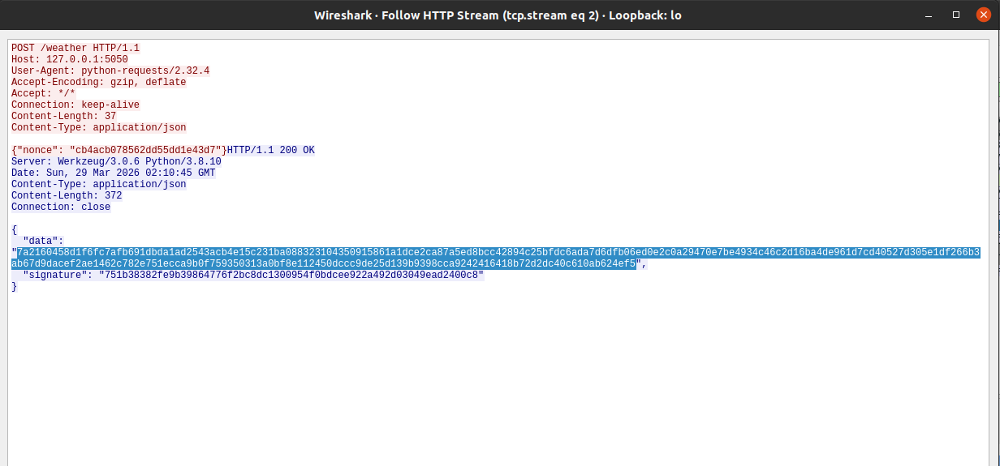 Wireshark · Follow HTTP Stream (tcp.stream eq 2) · Loopback: lo
POST /weather HTTP/1.1
Host: 127.0.0.1:5050
User-Agent: python-requests/2.32.4
Accept-Encoding: gzip, deflate
Accept: */*
Connection: keep-alive
Content-Length: 37
Content-Type: application/json
{"nonce": "cb4acb078562dd55dd1e43d7"}HTTP/1.1 200 OK
Server: Werkzeug/3.0.6 Python/3.8.10
Date: Sun, 29 Mar 2026 02:10:45 GMT
Content-Type: application/json
Content-Length: 372
Connection: close
{
"data":
"7a2160458d1f6fc7afb691dbda1ad2543acb4e15c231ba088323104350915861a1dce2ca87a5ed8bcc42894c25bfdc6ada7d6dfb06ed0e2c0a29470e7be4934c46c2d16ba4de961d7cd40527d305e1df266b3
ab67d9dacef2ae1462c782e751ecca9b0f759350313a0bf8e112450dccc9de25d139b9398cca9242416418b72d2dc40c610ab624ef5",
"signature": "751b38382fe9b39864776f2bc8dc1300954f0bdcee922a492d03049ead2400c8"
}